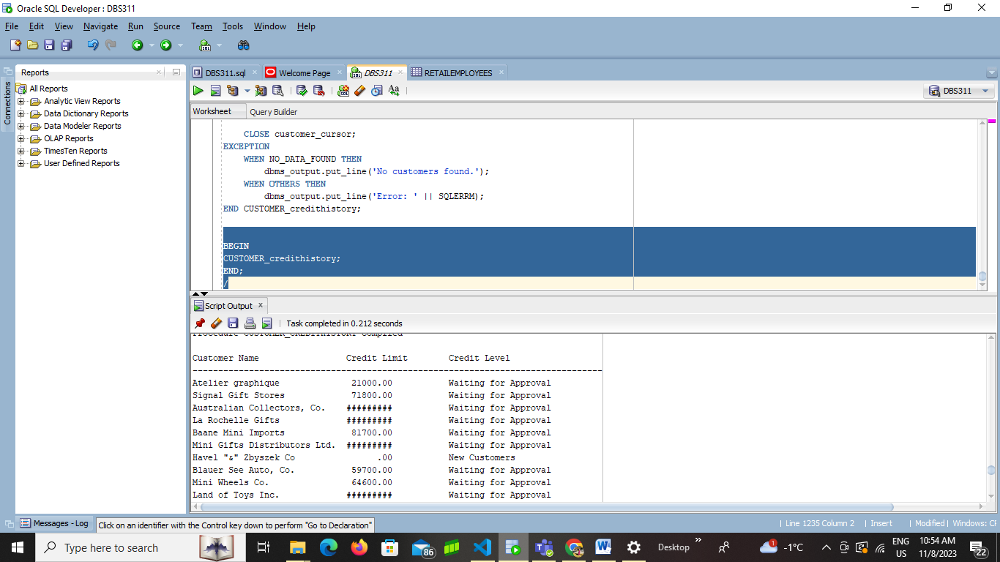 Oracle SQL Developer : DBS311
File Edit View Navigate Run Source Team Tools Window Help
Connections
Reports
All Reports
Analytic View Reports
Data Dictionary Reports
Data Modeler Reports
OLAP Reports
TimesTen Reports
User Defined Reports
DBS311.sql Welcome Page DBS311 RETAILEMPLOYEES
DBS311
Worksheet Query Builder
CLOSE customer_cursor;
EXCEPTION
WHEN NO_DATA_FOUND THEN
dbms_output.put_line('No customers found.');
WHEN OTHERS THEN
dbms_output.put_line('Error: ' || SQLERRM);
END CUSTOMER_credithistory;
BEGIN
CUSTOMER_credithistory;
END;
/
Script Output
Task completed in 0.212 seconds
Procedure CUSTOMER_CREDITHISTORY compiled
Customer Name Credit Limit Credit Level
--------------------------------------------------------------------------------
Atelier graphique 21000.00 Waiting for Approval
Signal Gift Stores 71800.00 Waiting for Approval
Australian Collectors, Co. ######### Waiting for Approval
La Rochelle Gifts ######### Waiting for Approval
Baane Mini Imports 81700.00 Waiting for Approval
Mini Gifts Distributors Ltd. ######### Waiting for Approval
Havel "&" Zbyszek Co .00 New Customers
Blauer See Auto, Co. 59700.00 Waiting for Approval
Mini Wheels Co. 64600.00 Waiting for Approval
Land of Toys Inc. ######### Waiting for Approval
Messages - Log
Click on an identifier with the Control key down to perform "Go to Declaration"
Line 1235 Column 2 Insert Modified Windows: CF
Type here to search
86
Desktop
1
-1°C
ENG
US
10:54 AM
11/8/2023
22